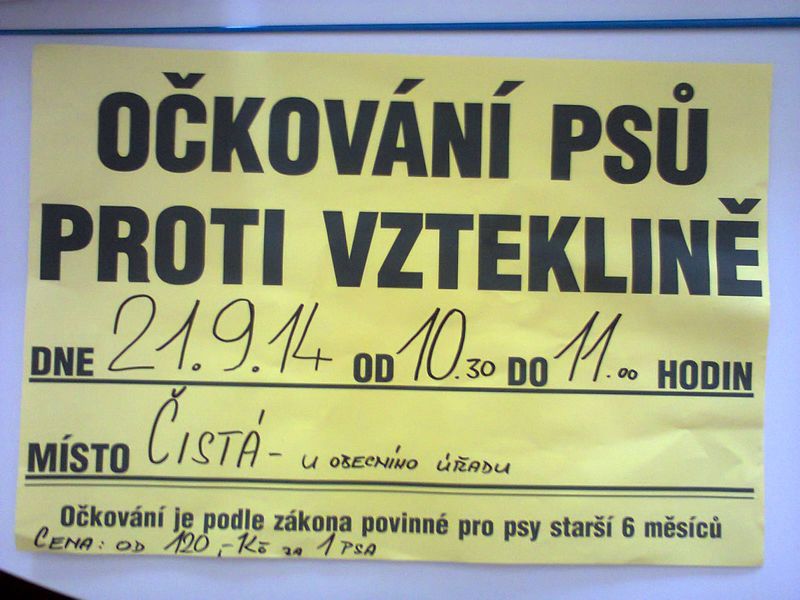 OČKOVÁNÍ PSŮ
PROTI VZTEKLINĚ
DNE 21.9.14 OD 10.30 DO 11.00 HODIN
MÍSTO ČISTÁ - U OBECNÍHO ÚŘADU
Očkování je podle zákona povinné pro psy starší 6 měsíců
CENA: OD 120,-Kč za 1 PSA